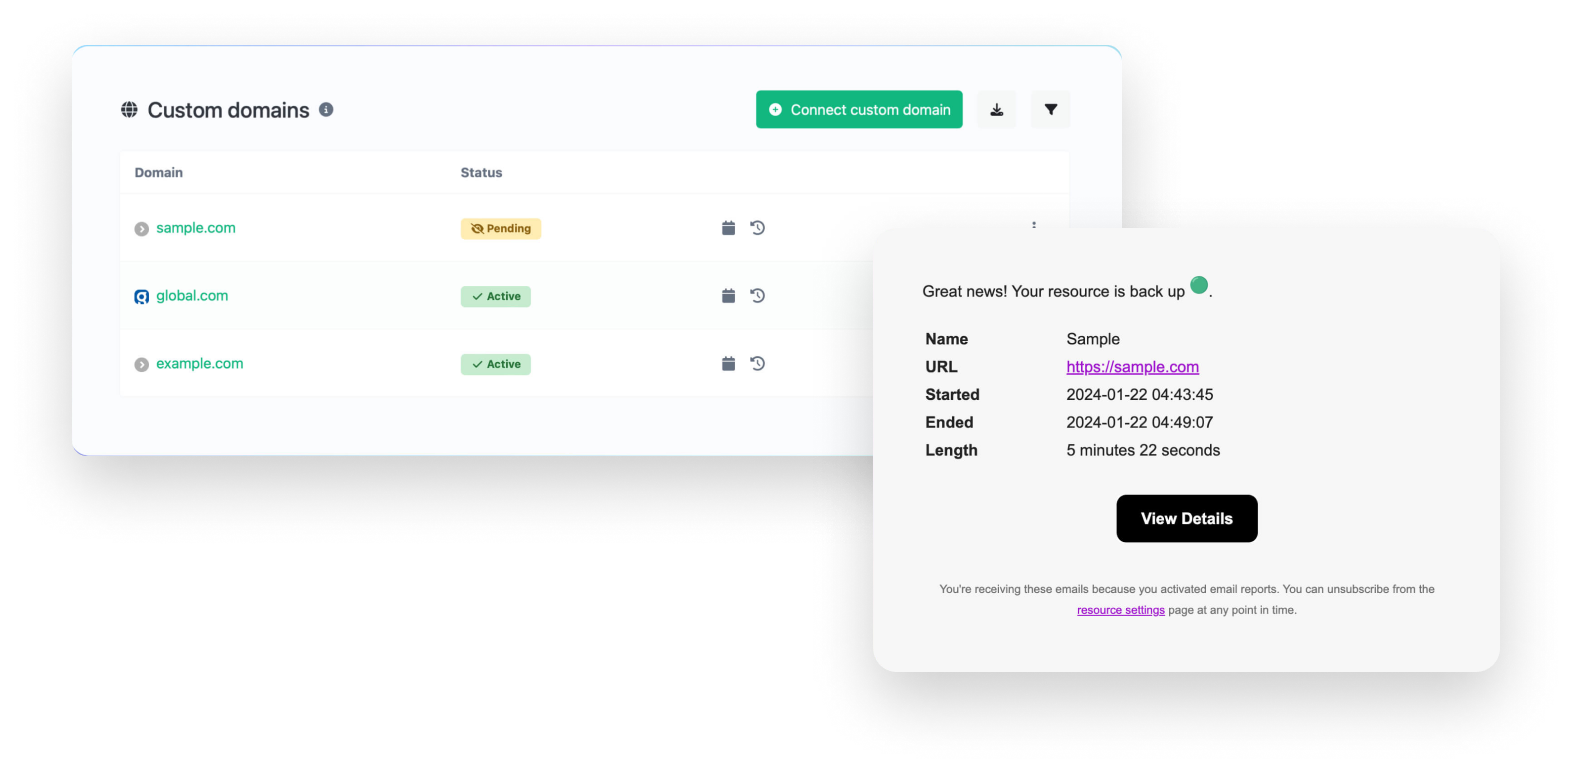 Custom domains
Connect custom domain
Domain Status
sample.com Pending
global.com Active
example.com Active
Great news! Your resource is back up 🟢.
Name Sample
URL https://sample.com
Started 2024-01-22 04:43:45
Ended 2024-01-22 04:49:07
Length 5 minutes 22 seconds
View Details
You're receiving these emails because you activated email reports. You can unsubscribe from the
resource settings page at any point in time.